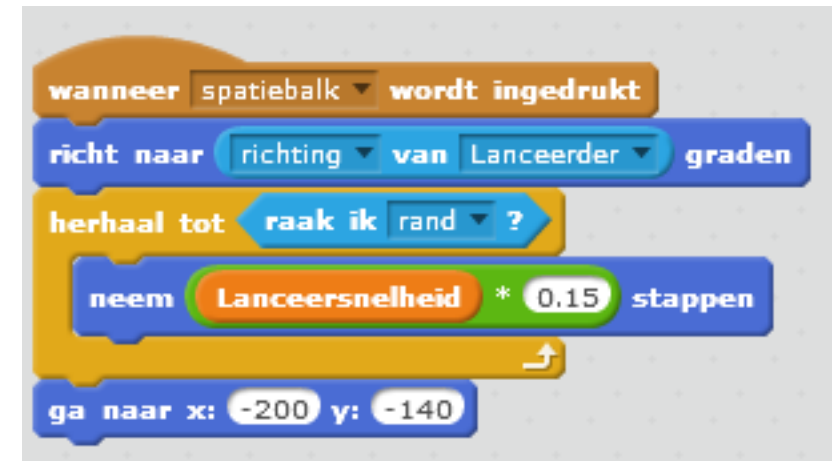 wanneer spatiebalk wordt ingedrukt
richt naar richting van Lanceerder graden
herhaal tot raak ik rand ?
neem Lanceersnelheid * 0.15 stappen
ga naar x: -200 y: -140